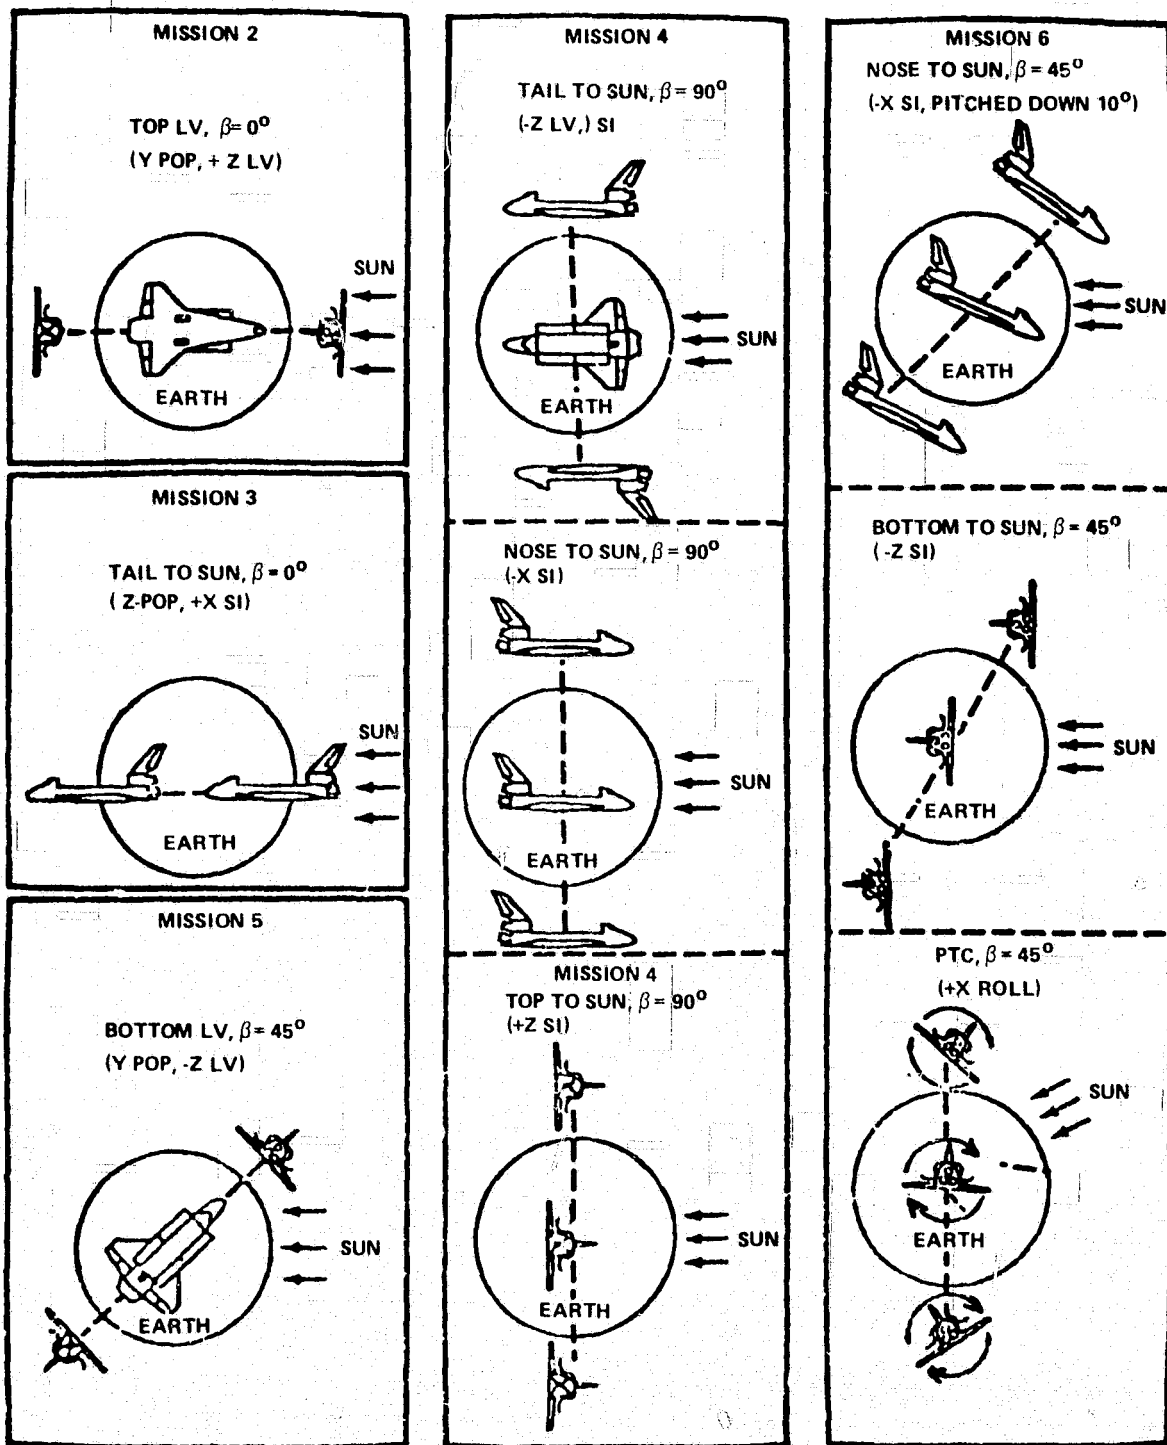 MISSION 2
TOP LV, β = 0°
(Y POP, + Z LV)
SUN
EARTH
MISSION 3
TAIL TO SUN, β = 0°
( Z-POP, +X SI)
SUN
EARTH
MISSION 5
BOTTOM LV, β = 45°
(Y POP, -Z LV)
SUN
EARTH
MISSION 4
TAIL TO SUN, β = 90°
(-Z LV,) SI
SUN
EARTH
NOSE TO SUN, β = 90°
(-X SI)
SUN
EARTH
MISSION 4
TOP TO SUN, β = 90°
(+Z SI)
SUN
EARTH
MISSION 6
NOSE TO SUN, β = 45°
(-X SI, PITCHED DOWN 10°)
SUN
EARTH
BOTTOM TO SUN, β = 45°
( -Z SI)
SUN
EARTH
PTC, β = 45°
(+X ROLL)
SUN
EARTH